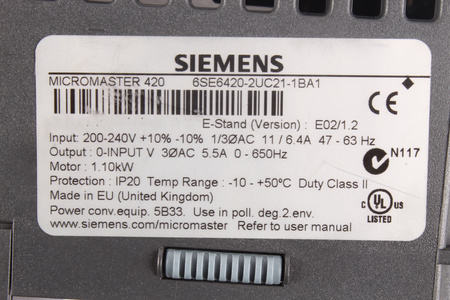 SIEMENS
MICROMASTER 420 6SE6420-2UC21-1BA1
E-Stand (Version) : E02/1.2
Input: 200-240V +10% -10% 1/3ØAC 11 / 6.4A 47 - 63 Hz
Output : 0-INPUT V 3ØAC 5.5A 0 - 650Hz
N117
Motor : 1.10kW
Protection : IP20 Temp Range : -10 - +50°C Duty Class II
Made in EU (United Kingdom)
Power conv.equip. 5B33. Use in poll. deg.2.env.
www.siemens.com/micromaster Refer to user manual
CE
c UL US
LISTED